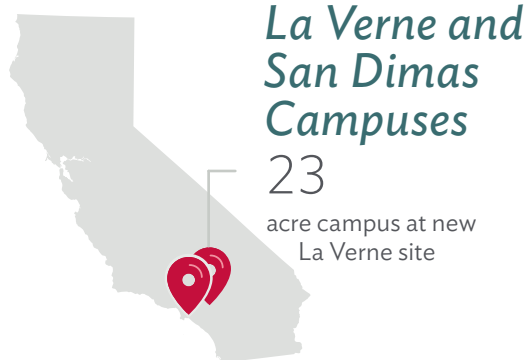 La Verne and
San Dimas
Campuses
23
acre campus at new
La Verne site